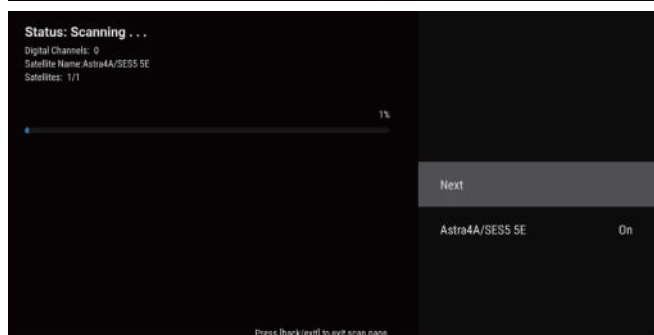 Status: Scanning . . .
Digital Channels: 0
Satellite Name:Astra4A/SES5 5E
Satellites: 1/1
1%
Next
Astra4A/SES5 5E On
Press [back/exit] to exit scan page